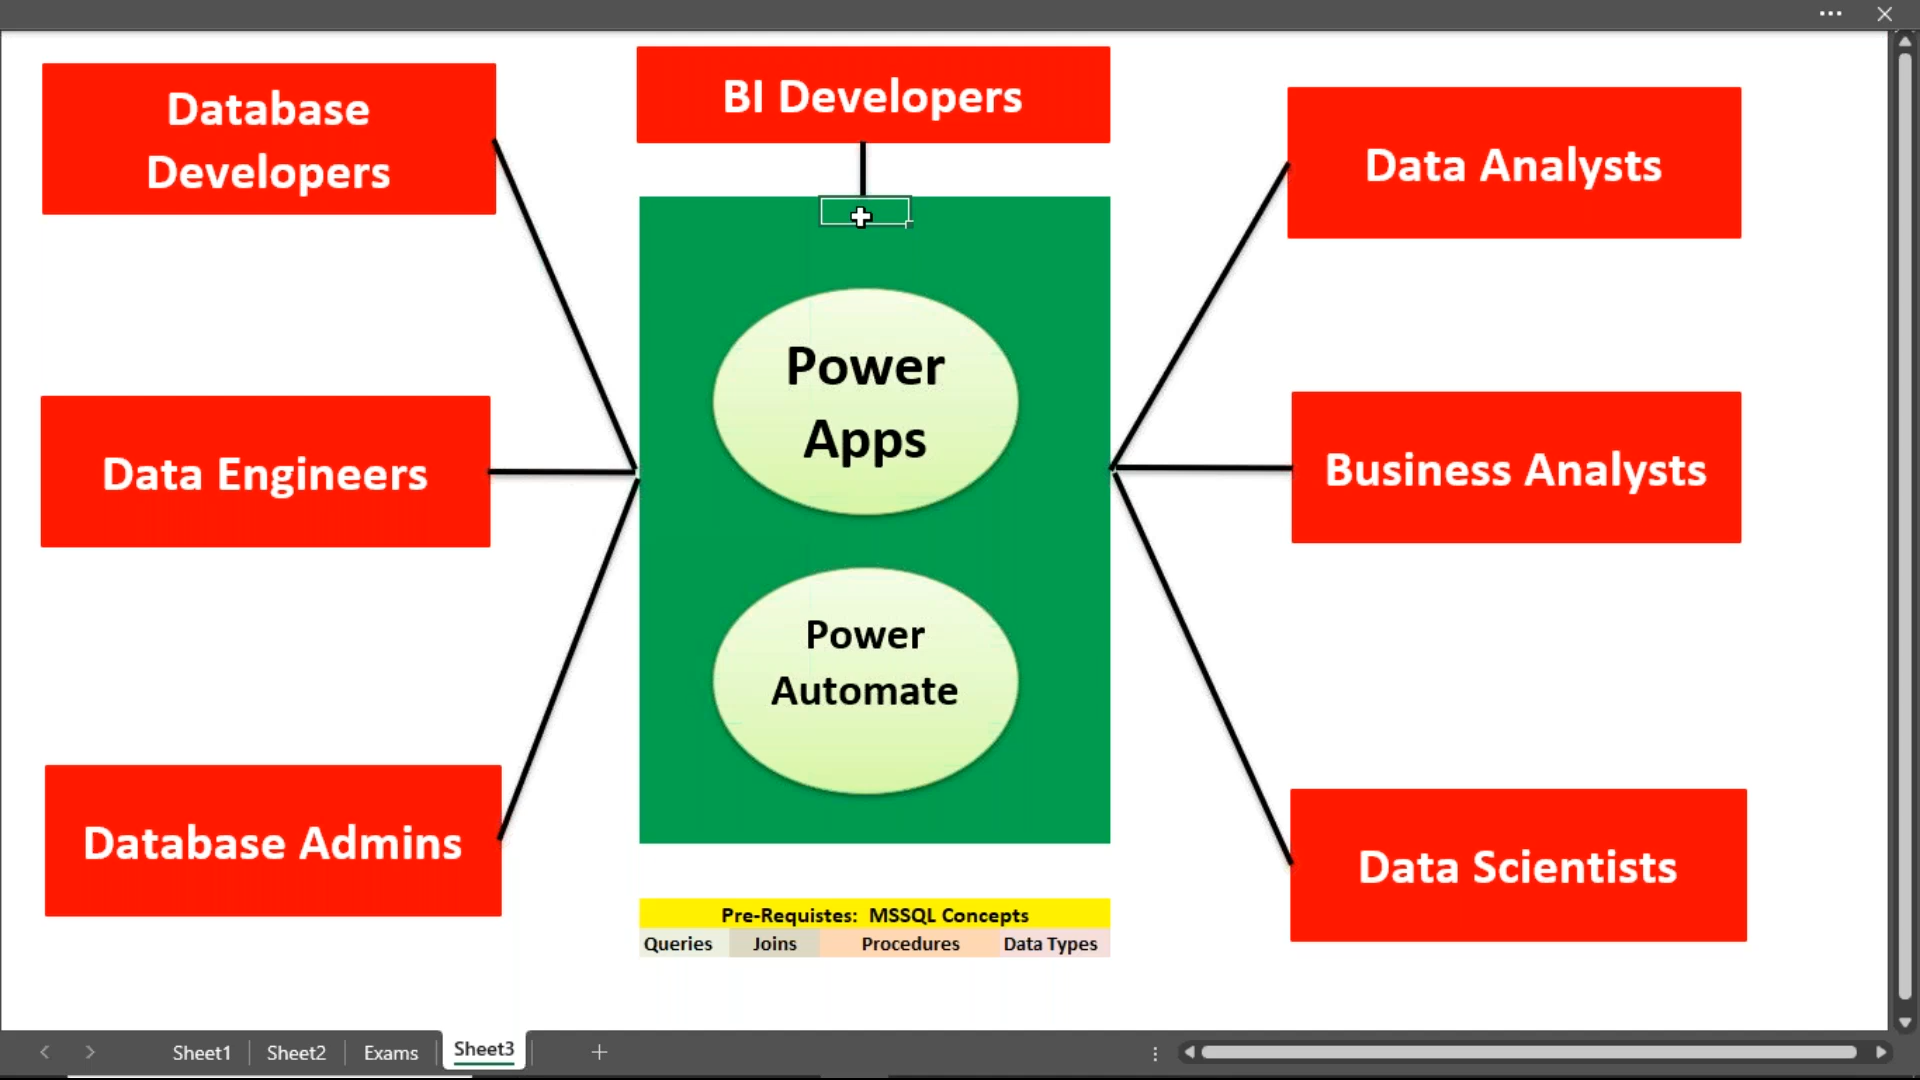 BI Developers
Database
Developers
Data Analysts
Power
Apps
Data Engineers
Business Analysts
Power
Automate
Database Admins
Data Scientists
Pre-Requistes:  MSSQL Concepts
Queries Joins Procedures Data Types
Sheet1 Sheet2 Exams Sheet3